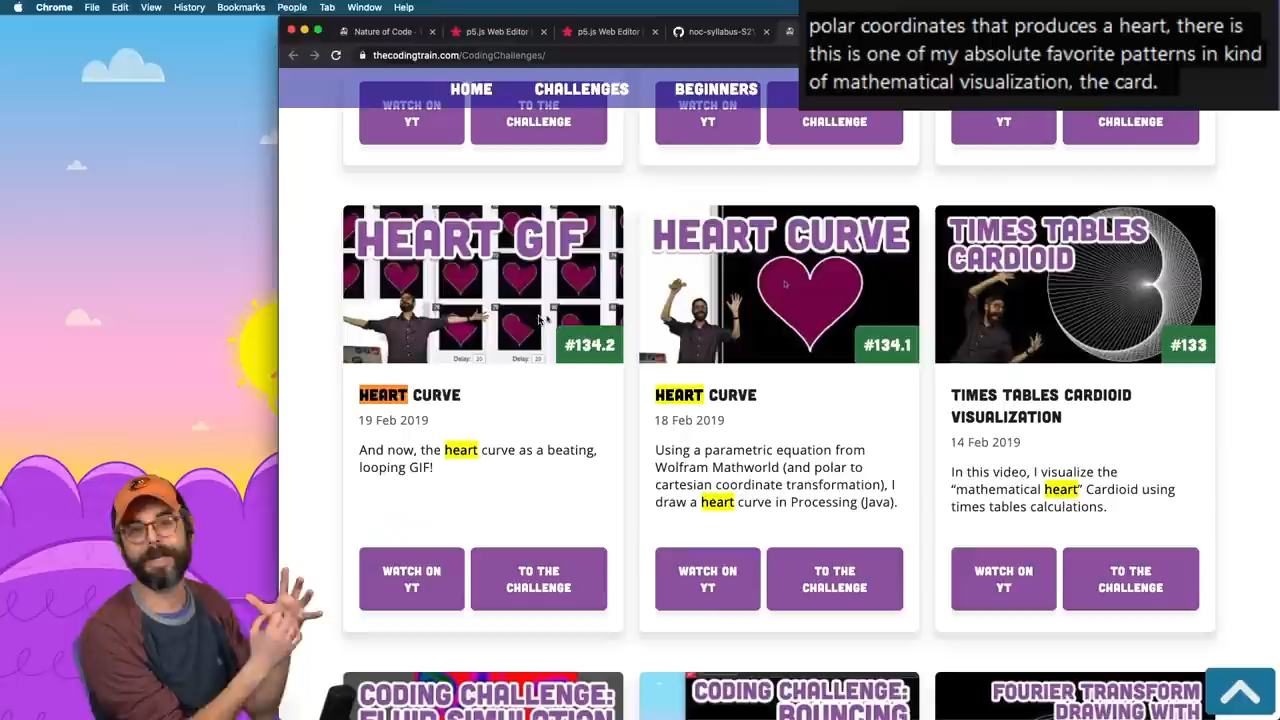 Chrome File Edit View History Bookmarks People Tab Window Help
polar coordinates that produces a heart, there is
this is one of my absolute favorite patterns in kind
of mathematical visualization, the card.
Nature of Code
p5.js Web Editor
p5.js Web Editor
noc-syllabus-S21
thecodingtrain.com/CodingChallenges/
HOME CHALLENGES BEGINNERS
WATCH ON
YT
TO THE
CHALLENGE
YT
CHALLENGE
YT
CHALLENGE
HEART GIF
#134.2
HEART CURVE
19 Feb 2019
And now, the heart curve as a beating,
looping GIF!
WATCH ON
YT
TO THE
CHALLENGE
HEART CURVE
#134.1
HEART CURVE
18 Feb 2019
Using a parametric equation from
Wolfram Mathworld (and polar to
cartesian coordinate transformation), I
draw a heart curve in Processing (Java).
WATCH ON
YT
TO THE
CHALLENGE
TIMES TABLES
CARDIOID
#133
TIMES TABLES CARDIOID
VISUALIZATION
14 Feb 2019
In this video, I visualize the
“mathematical heart” Cardioid using
times tables calculations.
WATCH ON
YT
TO THE
CHALLENGE
CODING CHALLENGE:
FLUID SIMULATION
CODING CHALLENGE:
BOUNCING
FOURIER TRANSFORM
DRAWING WITH